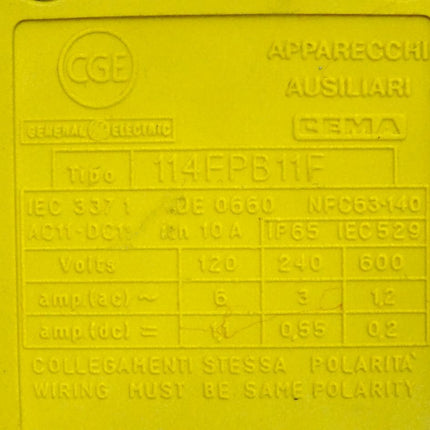 CGE
APPARECCHI
AUSILIARI
GENERAL GE ELECTRIC
CEMA
Tipo 114FPB11F
IEC 337 1 DE 0660 NFC63-140
AC11-DC11 ith 10 A IP65 IEC529
Volts 120 240 600
amp.(ac) ~ 6 3 1,2
amp.(dc) = 1,1 0,55 0,2
COLLEGAMENTI STESSA POLARITA'
WIRING MUST BE SAME POLARITY